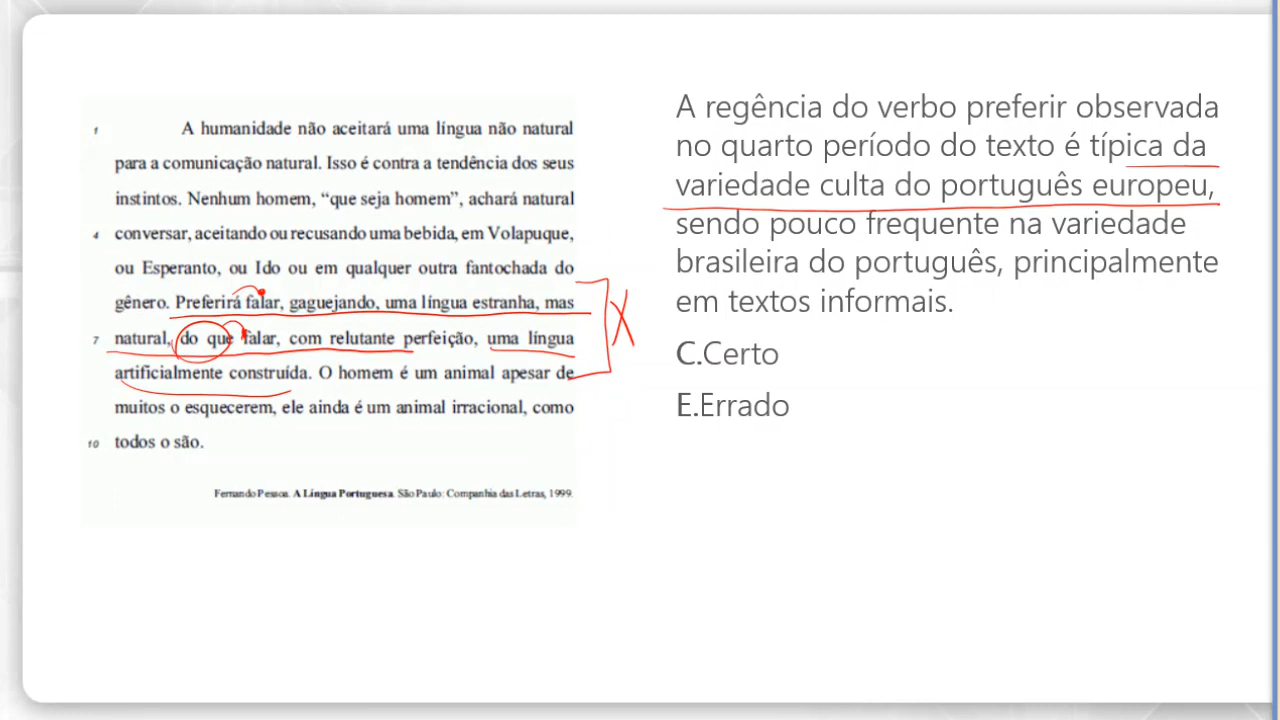 1 A humanidade não aceitará uma língua não natural
para a comunicação natural. Isso é contra a tendência dos seus
instintos. Nenhum homem, “que seja homem”, achará natural
4 conversar, aceitando ou recusando uma bebida, em Volapuque,
ou Esperanto, ou Ido ou em qualquer outra fantochada do
gênero. Preferirá falar, gaguejando, uma língua estranha, mas
7 natural, do que falar, com relutante perfeição, uma língua
artificialmente construída. O homem é um animal apesar de
muitos o esquecerem, ele ainda é um animal irracional, como
10 todos o são.
Fernando Pessoa. A Língua Portuguesa. São Paulo: Companhia das Letras, 1999.
X
A regência do verbo preferir observada
no quarto período do texto é típica da
variedade culta do português europeu,
sendo pouco frequente na variedade
brasileira do português, principalmente
em textos informais.
C.Certo
E.Errado